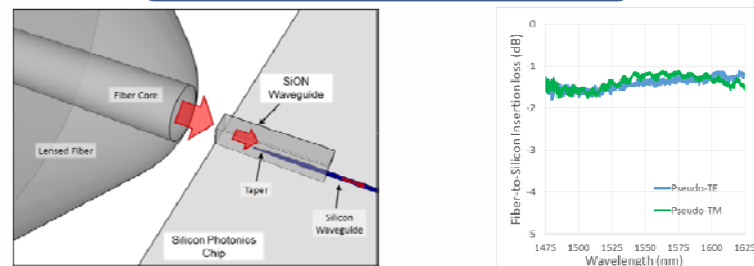 Fiber Core
SiON
Waveguide
Lensed Fiber
Taper
Silicon
Waveguide
Silicon Photonics
Chip
Fiber-to-Silicon Insertion loss (dB)
0
-1
-2
-3
-4
-5
Pseudo-TE
Pseudo-TM
1475 1500 1525 1550 1575 1600 1625
Wavelength (nm)